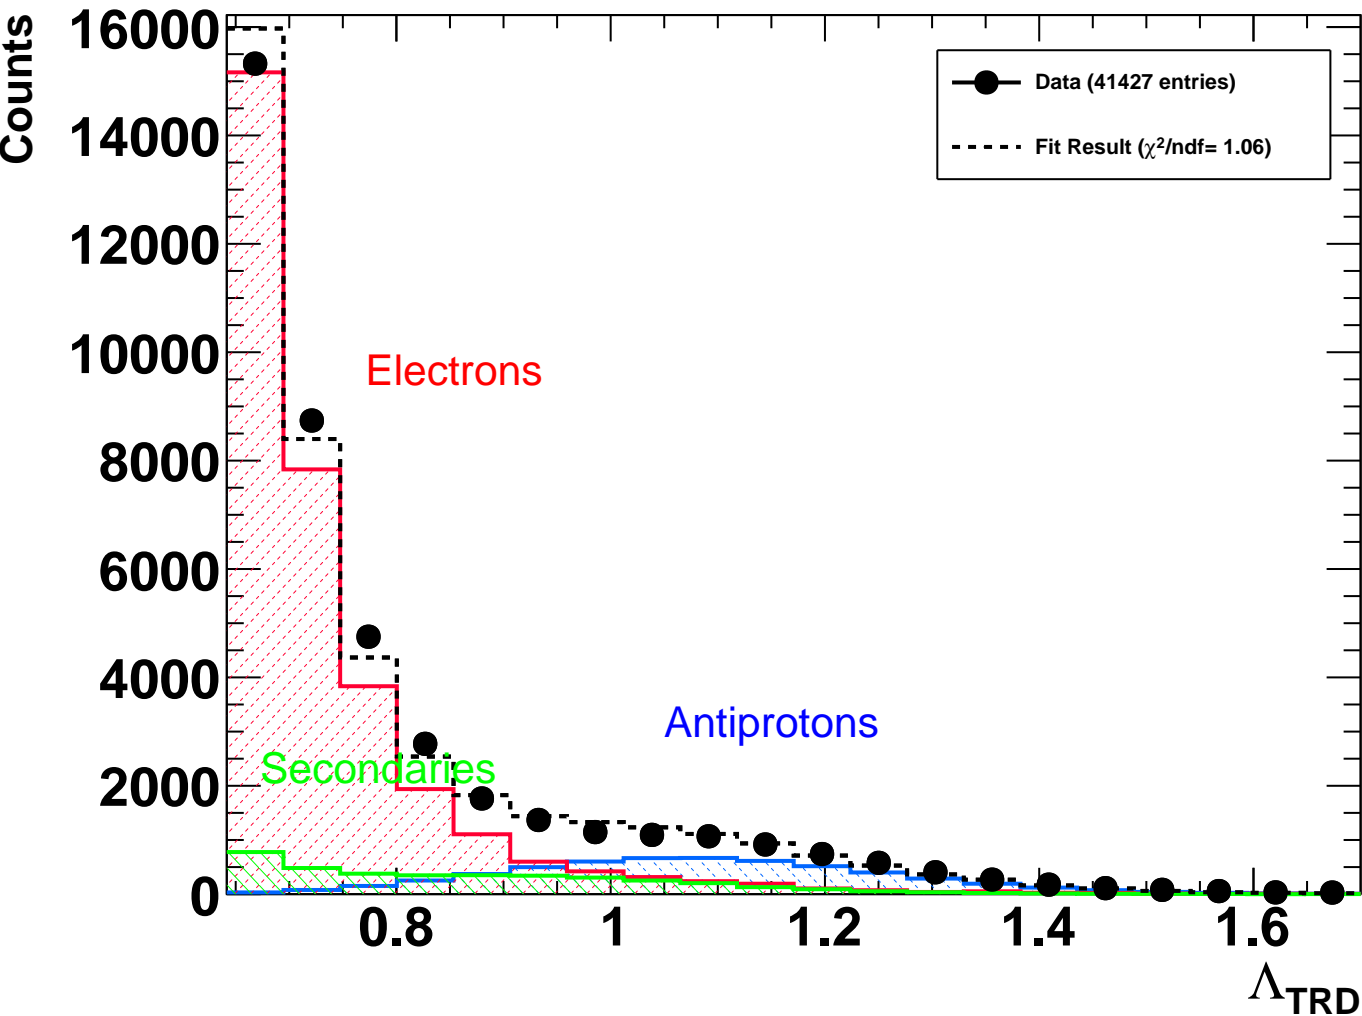 Counts
16000
14000
12000
10000
8000
6000
4000
2000
0
Data (41427 entries)
Fit Result (χ²/ndf= 1.06)
Electrons
Antiprotons
Secondaries
0.8 1 1.2 1.4 1.6
Λ_TRD